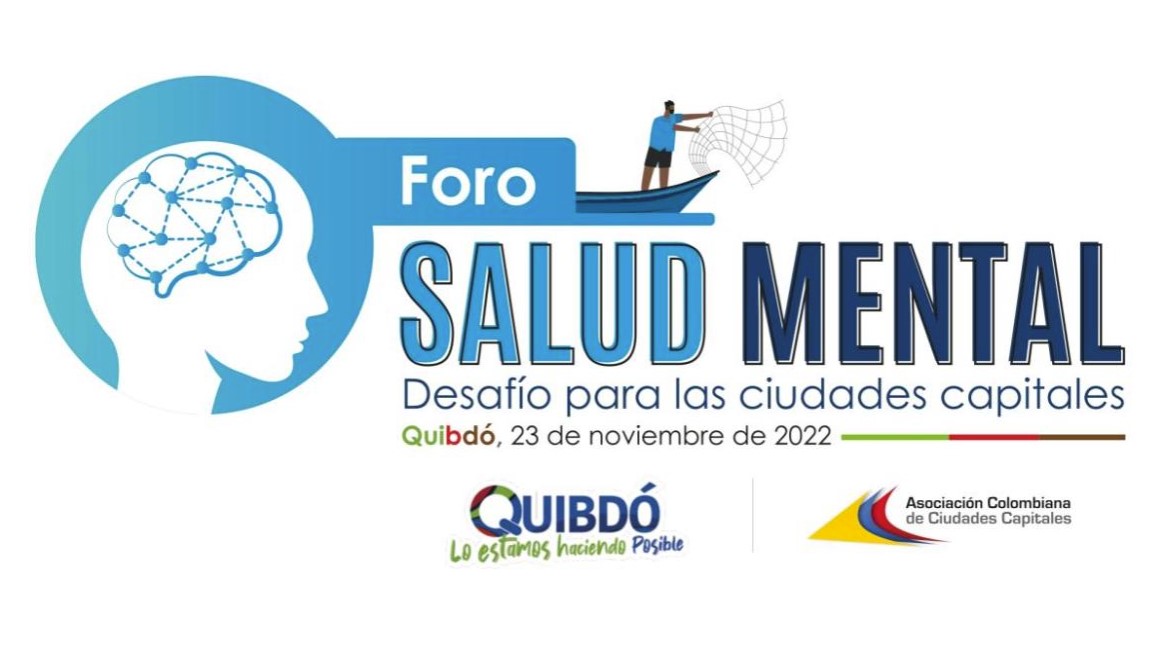 Foro
SALUD MENTAL
Desafío para las ciudades capitales
Quibdó, 23 de noviembre de 2022
QUIBDÓ
Lo estamos haciendo Posible
Asociación Colombiana
de Ciudades Capitales